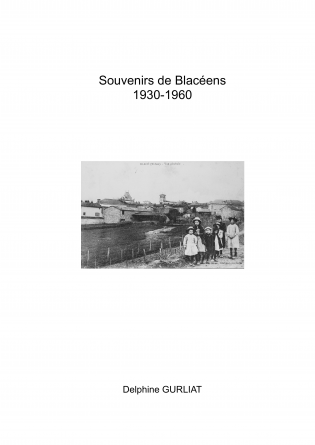 Souvenirs de Blacéens
1930-1960
Delphine GURLIAT